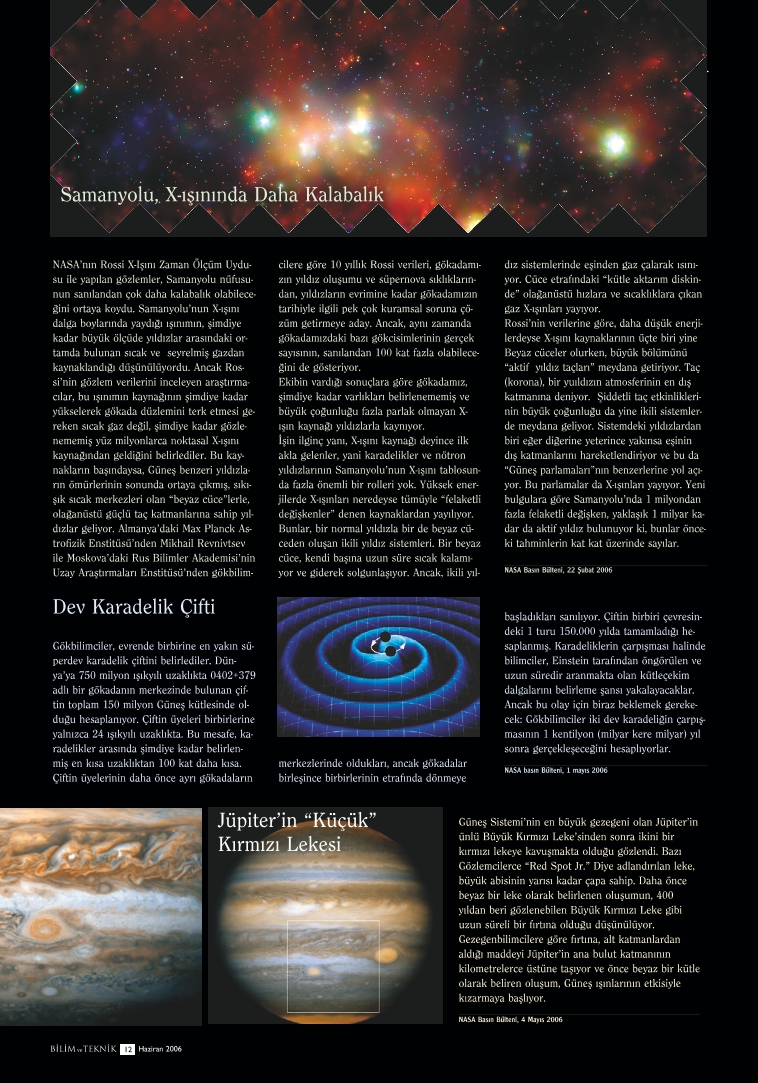 Samanyolu, X-ışınında Daha Kalabalık
NASA'nın Rossi X-Işını Zaman Ölçüm Uydu-
su ile yapılan gözlemler, Samanyolu nüfusu-
nun sanılandan çok daha kalabalık olabilece-
ğini ortaya koydu. Samanyolu'nun X-ışını
dalga boylarında yaydığı ışınımın, şimdiye
kadar büyük ölçüde yıldızlar arasındaki or-
tamda bulunan sıcak ve seyrelmiş gazdan
kaynaklandığı düşünülüyordu. Ancak Ros-
si'nin gözlem verilerini inceleyen araştırma-
cılar, bu ışınımın kaynağının şimdiye kadar
yükselerek gökada düzlemini terk etmesi ge-
reken sıcak gaz değil, şimdiye kadar gözle-
nememiş yüz milyonlarca noktasal X-ışını
kaynağından geldiğini belirlediler. Bu kay-
nakların başındaysa, Güneş benzeri yıldızla-
rın ömürlerinin sonunda ortaya çıkmış, sıkı-
şık sıcak merkezleri olan "beyaz cüce"lerle,
olağanüstü güçlü taç katmanlarına sahip yıl-
dızlar geliyor. Almanya'daki Max Planck As-
trofizik Enstitüsü'nden Mikhail Revnivtsev
ile Moskova'daki Rus Bilimler Akademisi'nin
Uzay Araştırmaları Enstitüsü'nden gökbilim-
cilere göre 10 yıllık Rossi verileri, gökadamı-
zın yıldız oluşumu ve süpernova sıklıkların-
dan, yıldızların evrimine kadar gökadamızın
tarihiyle ilgili pek çok kuramsal soruna çö-
züm getirmeye aday. Ancak, aynı zamanda
gökadamızdaki bazı gökcisimlerinin gerçek
sayısının, sanılandan 100 kat fazla olabilece-
ğini de gösteriyor.
Ekibin vardığı sonuçlara göre gökadamız,
şimdiye kadar varlıkları belirlenememiş ve
büyük çoğunluğu fazla parlak olmayan X-
ışın kaynağı yıldızlarla kaynıyor.
İşin ilginç yanı, X-ışını kaynağı deyince ilk
akla gelenler, yani karadelikler ve nötron
yıldızlarının Samanyolu'nun X-ışını tablosun-
da fazla önemli bir rolleri yok. Yüksek ener-
jilerde X-ışınları neredeyse tümüyle "felaketli
değişkenler" denen kaynaklardan yayılıyor.
Bunlar, bir normal yıldızla bir de beyaz cü-
ceden oluşan ikili yıldız sistemleri. Bir beyaz
cüce, kendi başına uzun süre sıcak kalamı-
yor ve giderek solgunlaşıyor. Ancak, ikili yıl-
dız sistemlerinde eşinden gaz çalarak ısını-
yor. Cüce etrafındaki "kütle aktarım diskin-
de" olağanüstü hızlara ve sıcaklıklara çıkan
gaz X-ışınları yayıyor.
Rossi'nin verilerine göre, daha düşük enerji-
lerdeyse X-ışını kaynaklarının üçte biri yine
Beyaz cüceler olurken, büyük bölümünü
"aktif yıldız taçları" meydana getiriyor. Taç
(korona), bir yuıldızın atmosferinin en dış
katmanına deniyor. Şiddetli taç etkinlikleri-
nin büyük çoğunluğu da yine ikili sistemler-
de meydana geliyor. Sistemdeki yıldızlardan
biri eğer diğerine yeterince yakınsa eşinin
dış katmanlarını hareketlendiriyor ve bu da
"Güneş parlamaları"nın benzerlerine yol açı-
yor. Bu parlamalar da X-ışınları yayıyor. Yeni
bulgulara göre Samanyolu'nda 1 milyondan
fazla felaketli değişken, yaklaşık 1 milyar ka-
dar da aktif yıldız bulunuyor ki, bunlar önce-
ki tahminlerin kat kat üzerinde sayılar.
NASA Basın Bülteni, 22 Şubat 2006
Dev Karadelik Çifti
Gökbilimciler, evrende birbirine en yakın sü-
perdev karadelik çiftini belirlediler. Dün-
ya'ya 750 milyon ışıkyılı uzaklıkta 0402+379
adlı bir gökadanın merkezinde bulunan çif-
tin toplam 150 milyon Güneş kütlesinde ol-
duğu hesaplanıyor. Çiftin üyeleri birbirlerine
yalnızca 24 ışıkyılı uzaklıkta. Bu mesafe, ka-
radelikler arasında şimdiye kadar belirlen-
miş en kısa uzaklıktan 100 kat daha kısa.
Çiftin üyelerinin daha önce ayrı gökadaların
merkezlerinde oldukları, ancak gökadalar
birleşince birbirlerinin etrafında dönmeye
başladıkları sanılıyor. Çiftin birbiri çevresin-
deki 1 turu 150.000 yılda tamamladığı he-
saplanmış. Karadeliklerin çarpışması halinde
bilimciler, Einstein tarafından öngörülen ve
uzun süredir aranmakta olan kütleçekim
dalgalarını belirleme şansı yakalayacaklar.
Ancak bu olay için biraz beklemek gereke-
cek: Gökbilimciler iki dev karadeliğin çarpış-
masının 1 kentilyon (milyar kere milyar) yıl
sonra gerçekleşeceğini hesaplıyorlar.
NASA basın Bülteni, 1 mayıs 2006
Jüpiter'in "Küçük"
Kırmızı Lekesi
Güneş Sistemi'nin en büyük gezegeni olan Jüpiter'in
ünlü Büyük Kırmızı Leke'sinden sonra ikini bir
kırmızı lekeye kavuşmakta olduğu gözlendi. Bazı
Gözlemcilerce "Red Spot Jr." Diye adlandırılan leke,
büyük abisinin yarısı kadar çapa sahip. Daha önce
beyaz bir leke olarak belirlenen oluşumun, 400
yıldan beri gözlenebilen Büyük Kırmızı Leke gibi
uzun süreli bir fırtına olduğu düşünülüyor.
Gezegenbilimcilere göre fırtına, alt katmanlardan
aldığı maddeyi Jüpiter'in ana bulut katmanının
kilometrelerce üstüne taşıyor ve önce beyaz bir kütle
olarak beliren oluşum, Güneş ışınlarının etkisiyle
kızarmaya başlıyor.
NASA Basın Bülteni, 4 Mayıs 2006
BİLİM ve TEKNİK 12 Haziran 2006